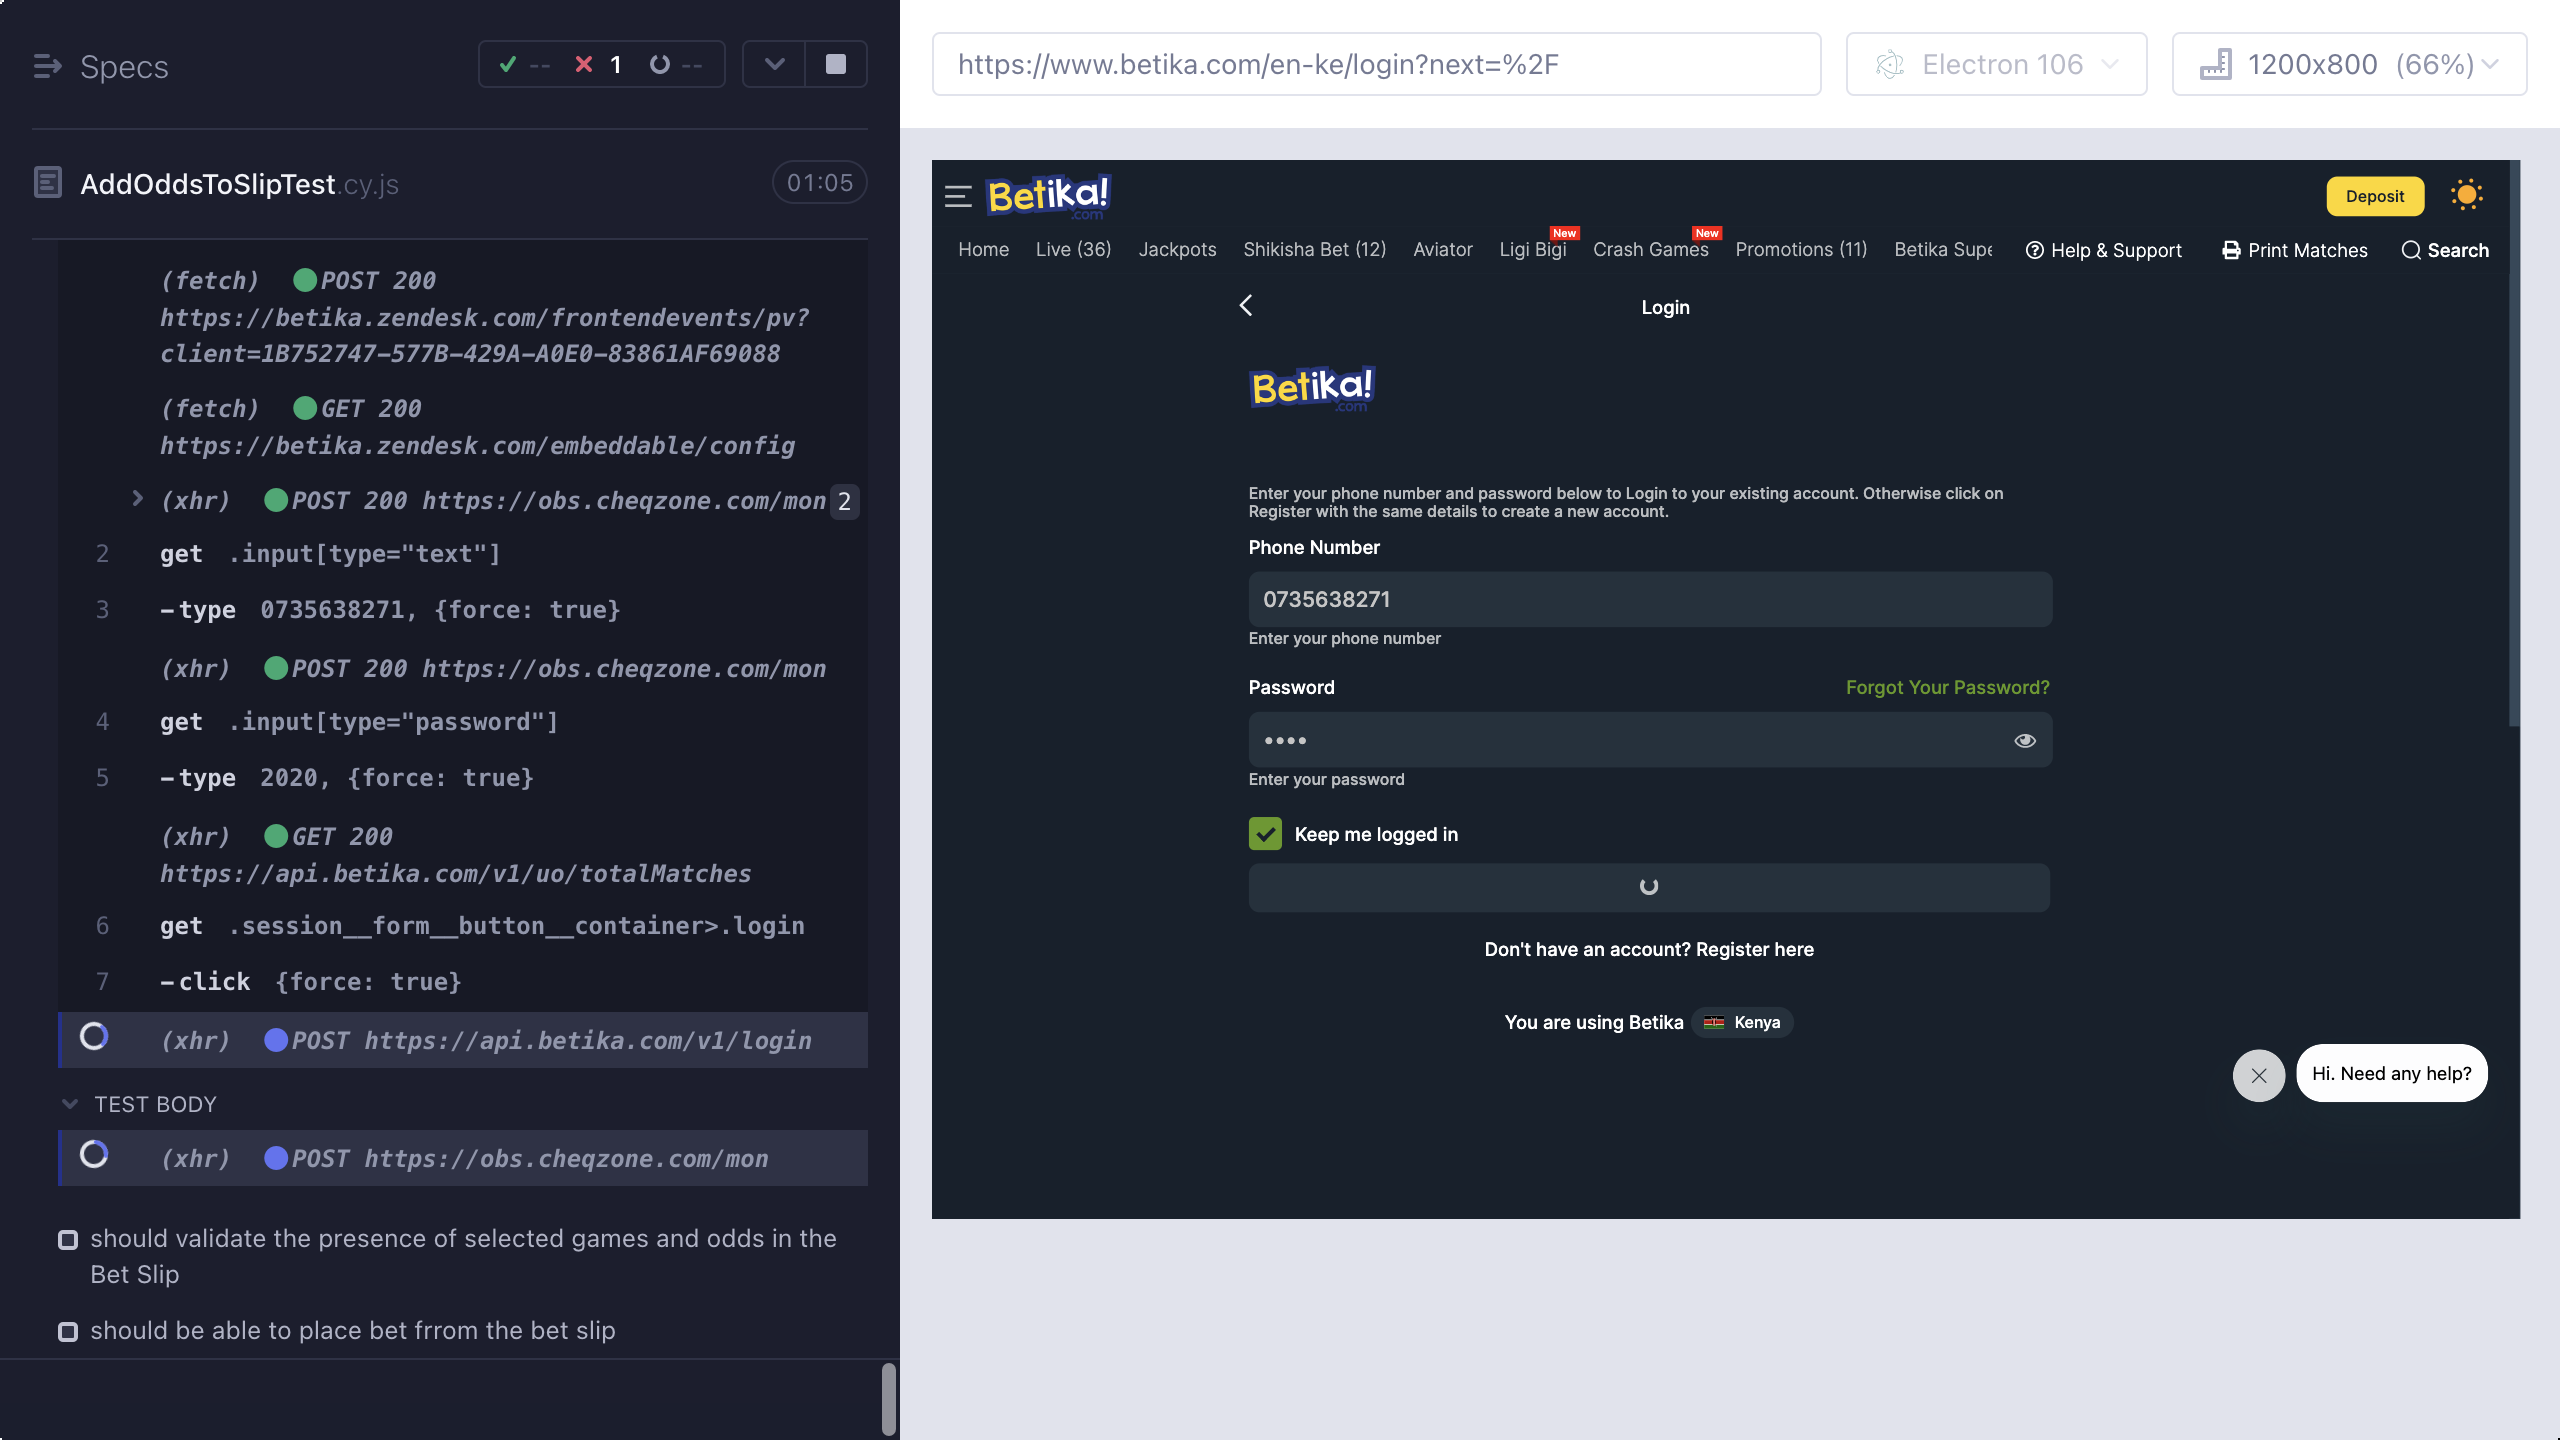 Specs
-- 1 --
AddOddsToSlipTest.cy.js
01:05
(fetch) POST 200
https://betika.zendesk.com/frontendevents/pv?
client=1B752747-577B-429A-A0E0-83861AF69088
(fetch) GET 200
https://betika.zendesk.com/embeddable/config
(xhr) POST 200 https://obs.cheqzone.com/mon 2
2 get .input[type="text"]
3 -type 0735638271, {force: true}
(xhr) POST 200 https://obs.cheqzone.com/mon
4 get .input[type="password"]
5 -type 2020, {force: true}
(xhr) GET 200
https://api.betika.com/v1/uo/totalMatches
6 get .session__form__button__container>.login
7 -click {force: true}
(xhr) POST https://api.betika.com/v1/login
TEST BODY
(xhr) POST https://obs.cheqzone.com/mon
should validate the presence of selected games and odds in the
Bet Slip
should be able to place bet frrom the bet slip
https://www.betika.com/en-ke/login?next=%2F
Electron 106
1200x800 (66%)
Betika!
.com
Deposit
Home Live (36) Jackpots Shikisha Bet (12) Aviator Ligi Bigi New Crash Games New Promotions (11) Betika Supe Help & Support Print Matches Search
Login
Betika!
.com
Enter your phone number and password below to Login to your existing account. Otherwise click on
Register with the same details to create a new account.
Phone Number
0735638271
Enter your phone number
Password Forgot Your Password?
••••
Enter your password
Keep me logged in
Don't have an account? Register here
You are using Betika Kenya
Hi. Need any help?